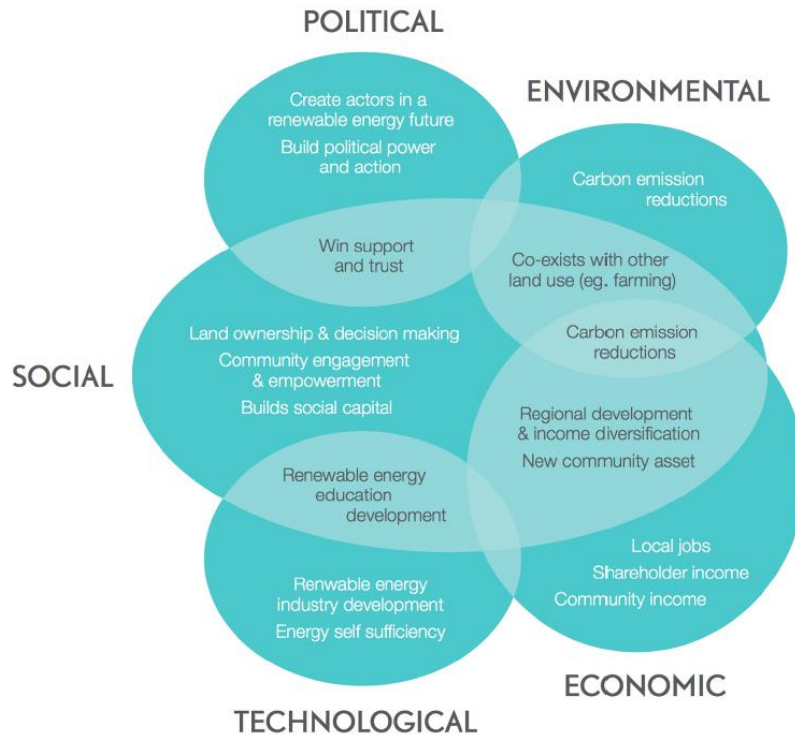 POLITICAL
Create actors in a
renewable energy future
Build political power
and action
ENVIRONMENTAL
Carbon emission
reductions
Win support
and trust
Co-exists with other
land use (eg. farming)
SOCIAL
Land ownership & decision making
Community engagement
& empowerment
Builds social capital
Carbon emission
reductions
Regional development
& income diversification
New community asset
Renewable energy
education
development
Local jobs
Shareholder income
Community income
Renwable energy
industry development
Energy self sufficiency
ECONOMIC
TECHNOLOGICAL